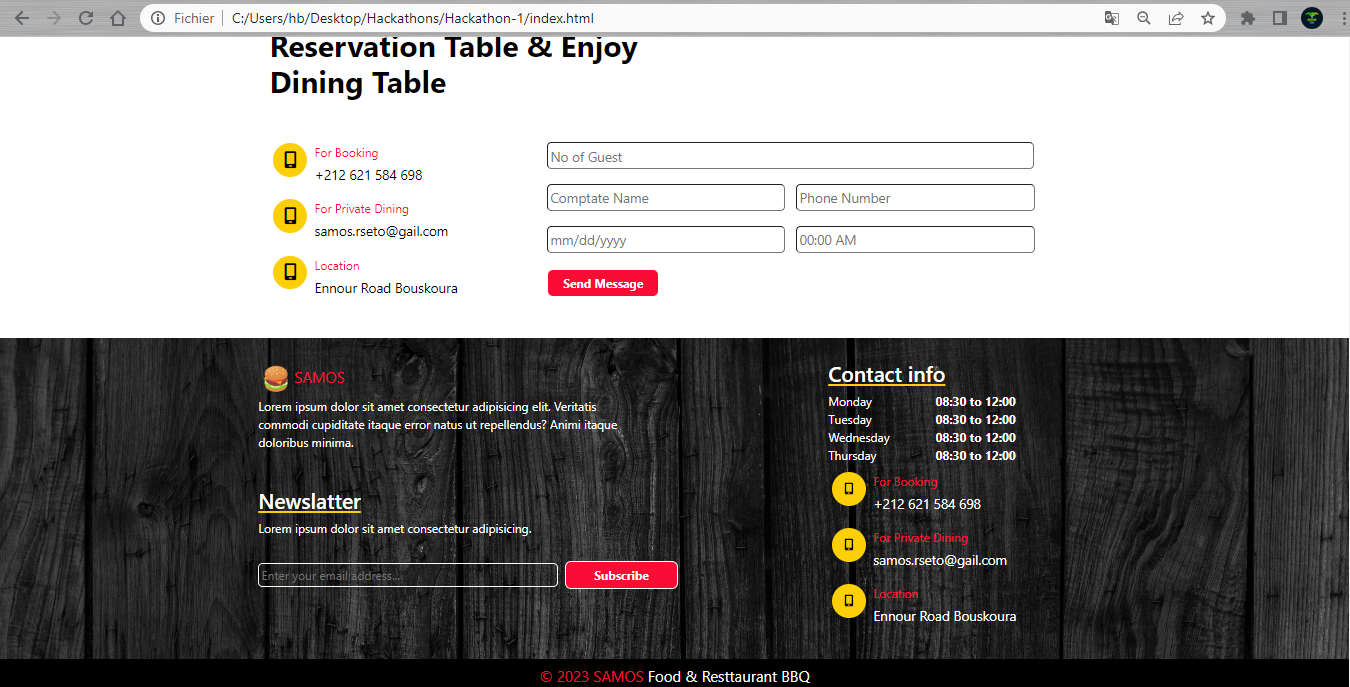 Fichier C:/Users/hb/Desktop/Hackathons/Hackathon-1/index.html
Reservation Table & Enjoy
Dining Table
For Booking
+212 621 584 698
For Private Dining
samos.rseto@gail.com
Location
Ennour Road Bouskoura
No of Guest
Comptate Name Phone Number
mm/dd/yyyy 00:00 AM
Send Message
SAMOS
Lorem ipsum dolor sit amet consectetur adipisicing elit. Veritatis
commodi cupiditate itaque error natus ut repellendus? Animi itaque
doloribus minima.
Newslatter
Lorem ipsum dolor sit amet consectetur adipisicing.
Enter your email address... Subscribe
Contact info
Monday 08:30 to 12:00
Tuesday 08:30 to 12:00
Wednesday 08:30 to 12:00
Thursday 08:30 to 12:00
For Booking
+212 621 584 698
For Private Dining
samos.rseto@gail.com
Location
Ennour Road Bouskoura
© 2023 SAMOS Food & Resttaurant BBQ